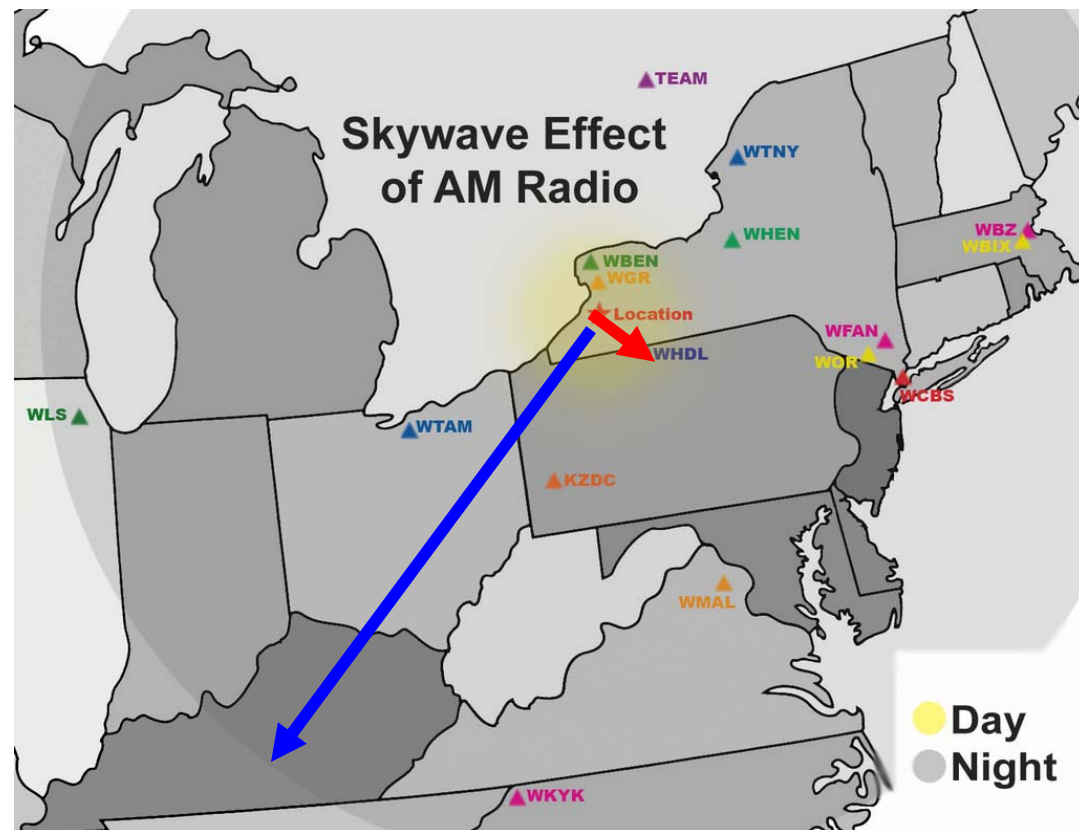 TEAM
Skywave Effect
of AM Radio
WTNY
WHEN
WBZ
WBIX
WBEN
WGR
Location
WFAN
WOR
WHDL
WCBS
WLS
WTAM
KZDC
WMAL
Day
Night
WKYK